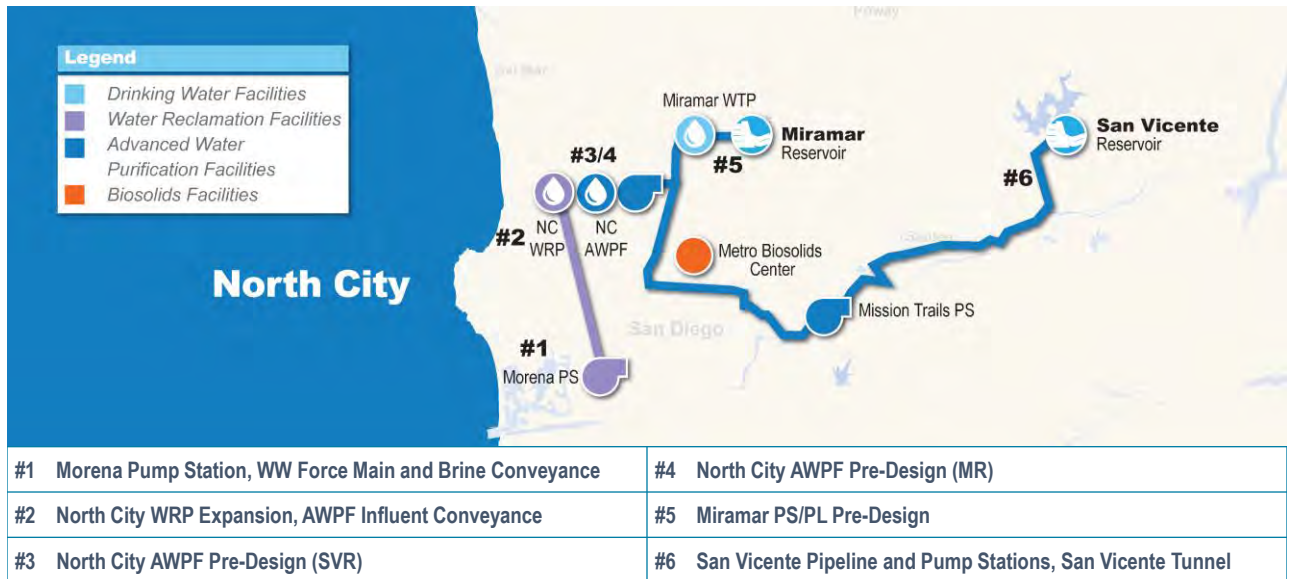 Poway
Legend
Drinking Water Facilities
Water Reclamation Facilities
Advanced Water
Purification Facilities
Biosolids Facilities
North City
Miramar WTP
Miramar
Reservoir
#5
#3/4
NC
WRP
NC
AWPF
#2
Metro Biosolids
Center
San Vicente
Reservoir
#6
Mission Trails PS
San Diego
#1
Morena PS
#1 Morena Pump Station, WW Force Main and Brine Conveyance
#4 North City AWPF Pre-Design (MR)
#2 North City WRP Expansion, AWPF Influent Conveyance
#5 Miramar PS/PL Pre-Design
#3 North City AWPF Pre-Design (SVR)
#6 San Vicente Pipeline and Pump Stations, San Vicente Tunnel